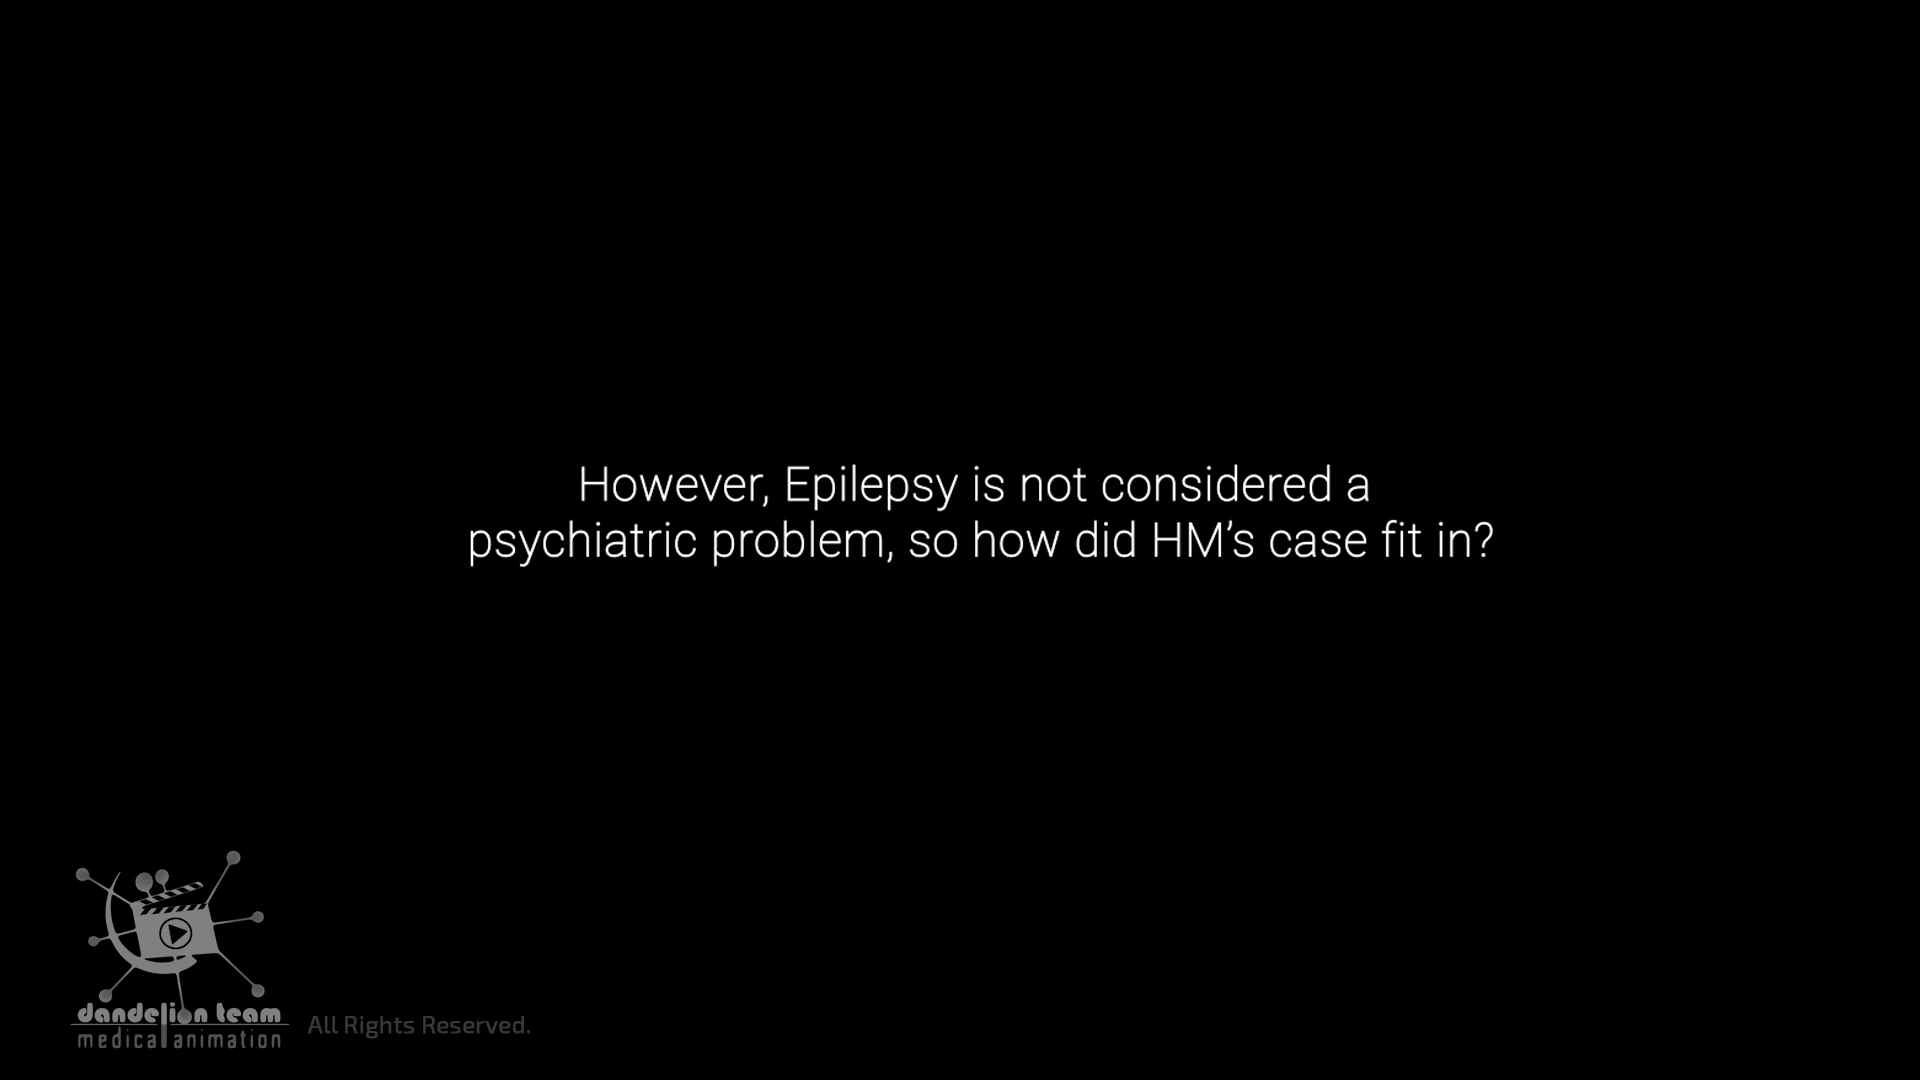 However, Epilepsy is not considered a
psychiatric problem, so how did HM’s case fit in?
dandelion team
medical animation
All Rights Reserved.